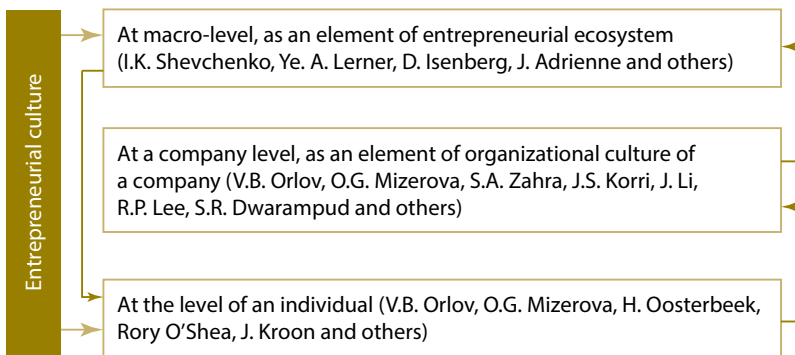 Entrepreneurial culture
At macro-level, as an element of entrepreneurial ecosystem
(I.K. Shevchenko, Ye. A. Lerner, D. Isenberg, J. Adrienne and others)
At a company level, as an element of organizational culture of
a company (V.B. Orlov, O.G. Mizerova, S.A. Zahra, J.S. Korri, J. Li,
R.P. Lee, S.R. Dwarampud and others)
At the level of an individual (V.B. Orlov, O.G. Mizerova, H. Oosterbeek,
Rory O’Shea, J. Kroon and others)